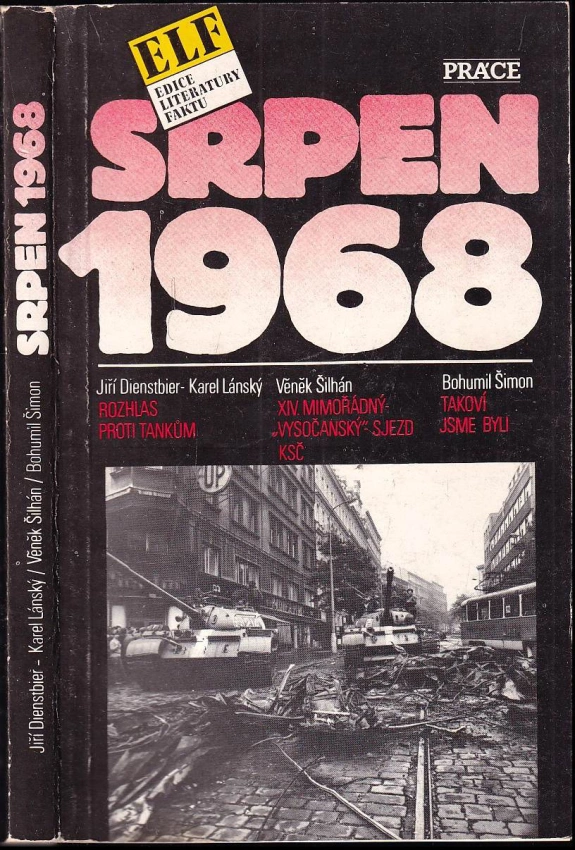 ELF
EDICE
LITERATURY
FAKTU
PRÁCE
SRPEN
1968
Jiří Dienstbier - Karel Lánský
ROZHLAS
PROTI TANKŮM
Věněk Šilhán
XIV. MIMOŘÁDNÝ-
„VYSOČANSKÝ“- SJEZD
KSČ
Bohumil Šimon
TAKOVÍ
JSME BYLI
UP
SRPEN 1968
Jiří Dienstbier - Karel Lánský / Věněk Šilhán / Bohumil Šimon